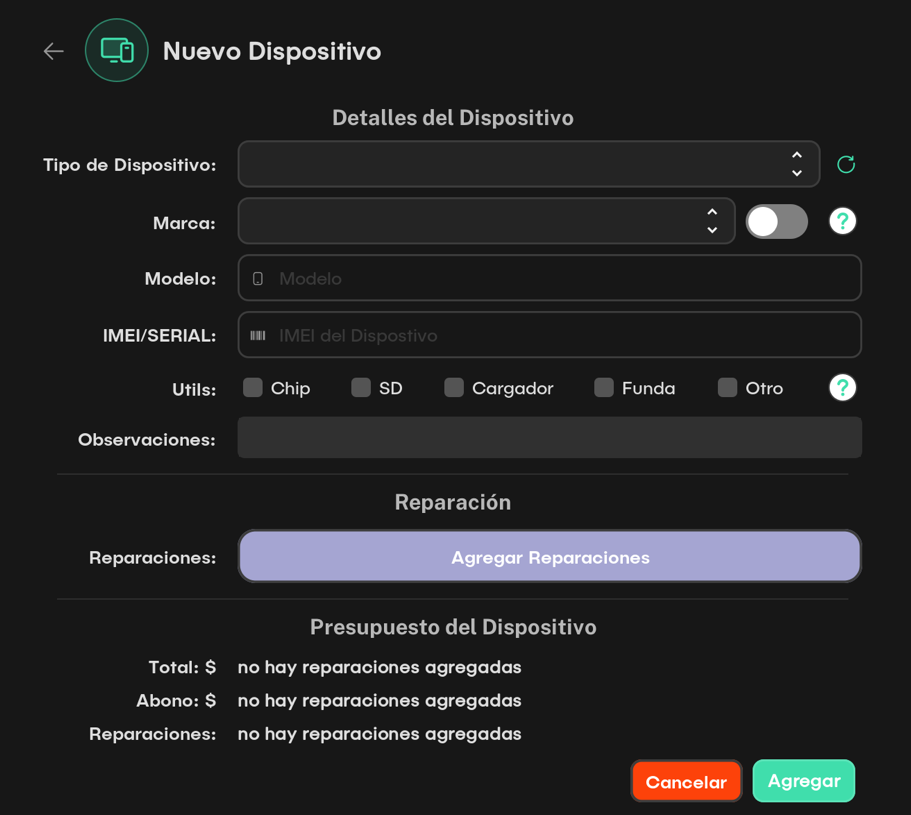 Nuevo Dispositivo
Detalles del Dispositivo
Tipo de Dispositivo:
Marca: ?
Modelo: Modelo
IMEI/SERIAL: IMEI del Dispostivo
Utils: Chip SD Cargador Funda Otro ?
Observaciones:
Reparación
Reparaciones: Agregar Reparaciones
Presupuesto del Dispositivo
Total: $ no hay reparaciones agregadas
Abono: $ no hay reparaciones agregadas
Reparaciones: no hay reparaciones agregadas
Cancelar Agregar